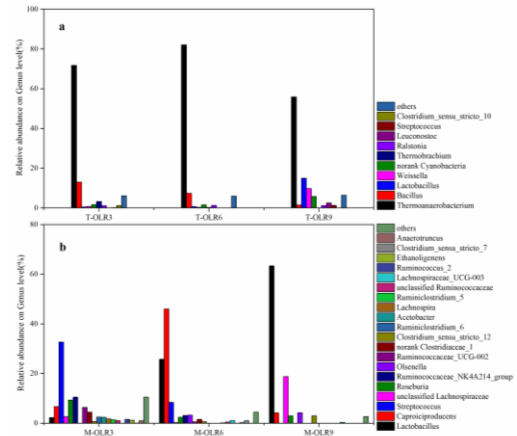 a
Relative abundance on Genus level(%)
100
80
60
40
20
0
T-OLR3
T-OLR6
T-OLR9
others
Clostridium_sensu_stricto_10
Streptococcus
Leuconostoc
Ralstonia
Thermobrachium
norank Cyanobacteria
Weissella
Lactobacillus
Bacillus
Thermoanaerobacterium
b
Relative abundance on Genus level(%)
80
60
40
20
0
M-OLR3
M-OLR6
M-OLR9
others
Anaerotruncus
Clostridium_sensu_stricto_7
Ethanoligenens
Ruminococcus_2
Lachnospiraceae_UCG-003
unclassified Ruminococcaceae
Ruminiclostridium_5
Lachnospira
Acetobacter
Ruminiclostridium_6
Clostridium_sensu_stricto_12
norank Clostridiaceae_1
Ruminococcaceae_UCG-002
Olsenella
Ruminococcaceae_NK4A214_group
Roseburia
unclassified Lachnospiraceae
Streptococcus
Caproiciproducens
Lactobacillus